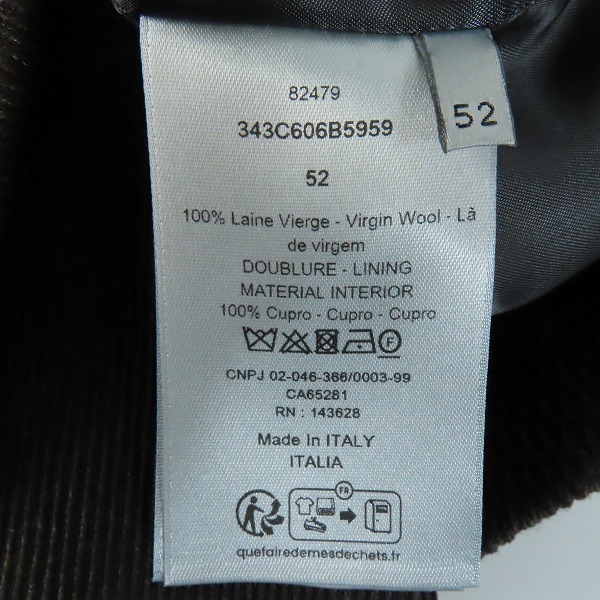 82479
343C606B5959
52
52
100% Laine Vierge - Virgin Wool - Lã
de virgem
DOUBLURE - LINING
MATERIAL INTERIOR
100% Cupro - Cupro - Cupro
F
CNPJ 02-046-366/0003-99
CA65281
RN : 143628
Made In ITALY
ITALIA
FR
quefairedemesdechets.fr